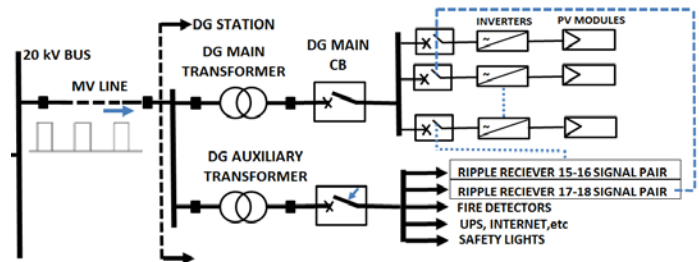 DG STATION
INVERTERS
PV MODULES
20 kV BUS
DG MAIN
TRANSFORMER
DG MAIN
CB
MV LINE
~
~
~
DG AUXILIARY
TRANSFORMER
RIPPLE RECIEVER 15-16 SIGNAL PAIR
RIPPLE RECIEVER 17-18 SIGNAL PAIR
FIRE DETECTORS
UPS, INTERNET,etc
SAFETY LIGHTS